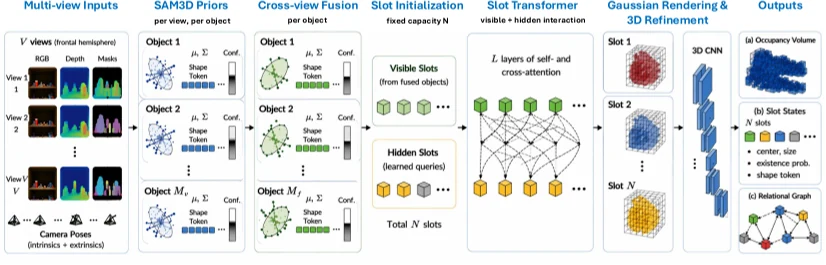 Multi-view Inputs
V views (frontal hemisphere)
RGB Depth Masks
View 1
1
View 2
2
View V
V
Camera Poses
(intrinsics + extrinsics)
SAM3D Priors
per view, per object
Object 1
μ, Σ Conf.
Shape
Token
...
Object 2
μ, Σ Conf.
Shape
Token
...
Object Mᵥ
μ, Σ Conf.
Shape
Token
...
Cross-view Fusion
per object
Object 1
μ, Σ Conf.
Shape
Token
...
Object 2
μ, Σ Conf.
Shape
Token
...
Object M_f
μ, Σ Conf.
Shape
Token
...
Slot Initialization
fixed capacity N
Visible Slots
(from fused objects)
...
Hidden Slots
(learned queries)
...
Total N slots
Slot Transformer
visible + hidden interaction
L layers of self- and
cross-attention
...
...
Gaussian Rendering &
3D Refinement
Slot 1
Slot 2
Slot N
3D CNN
Outputs
(a) Occupancy Volume
(b) Slot States
N slots
...
• center, size
• existence prob.
• shape token
(c) Relational Graph